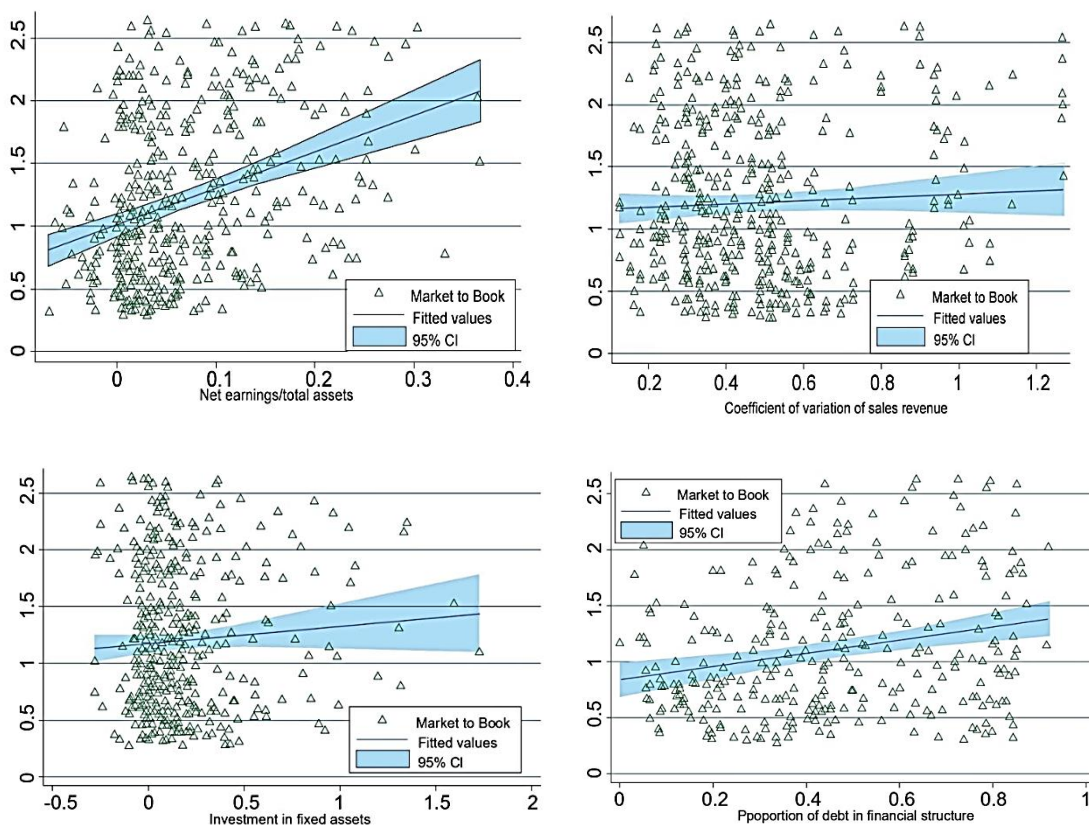 2.5
2
1.5
1
0.5
0
Market to Book
Fitted values
95% CI
0
0.1
0.2
0.3
0.4
Net earnings/total assets
2.5
2
1.5
1
0.5
0
Market to Book
Fitted values
95% CI
0.2
0.4
0.6
0.8
1
1.2
Coefficient of variation of sales revenue
2.5
2
1.5
1
0.5
0
Market to Book
Fitted values
95% CI
-0.5
0
0.5
1
1.5
2
Investment in fixed assets
2.5
2
1.5
1
0.5
0
Market to Book
Fitted values
95% CI
0
0.2
0.4
0.6
0.8
1
Ppoportion of debt in financial structure